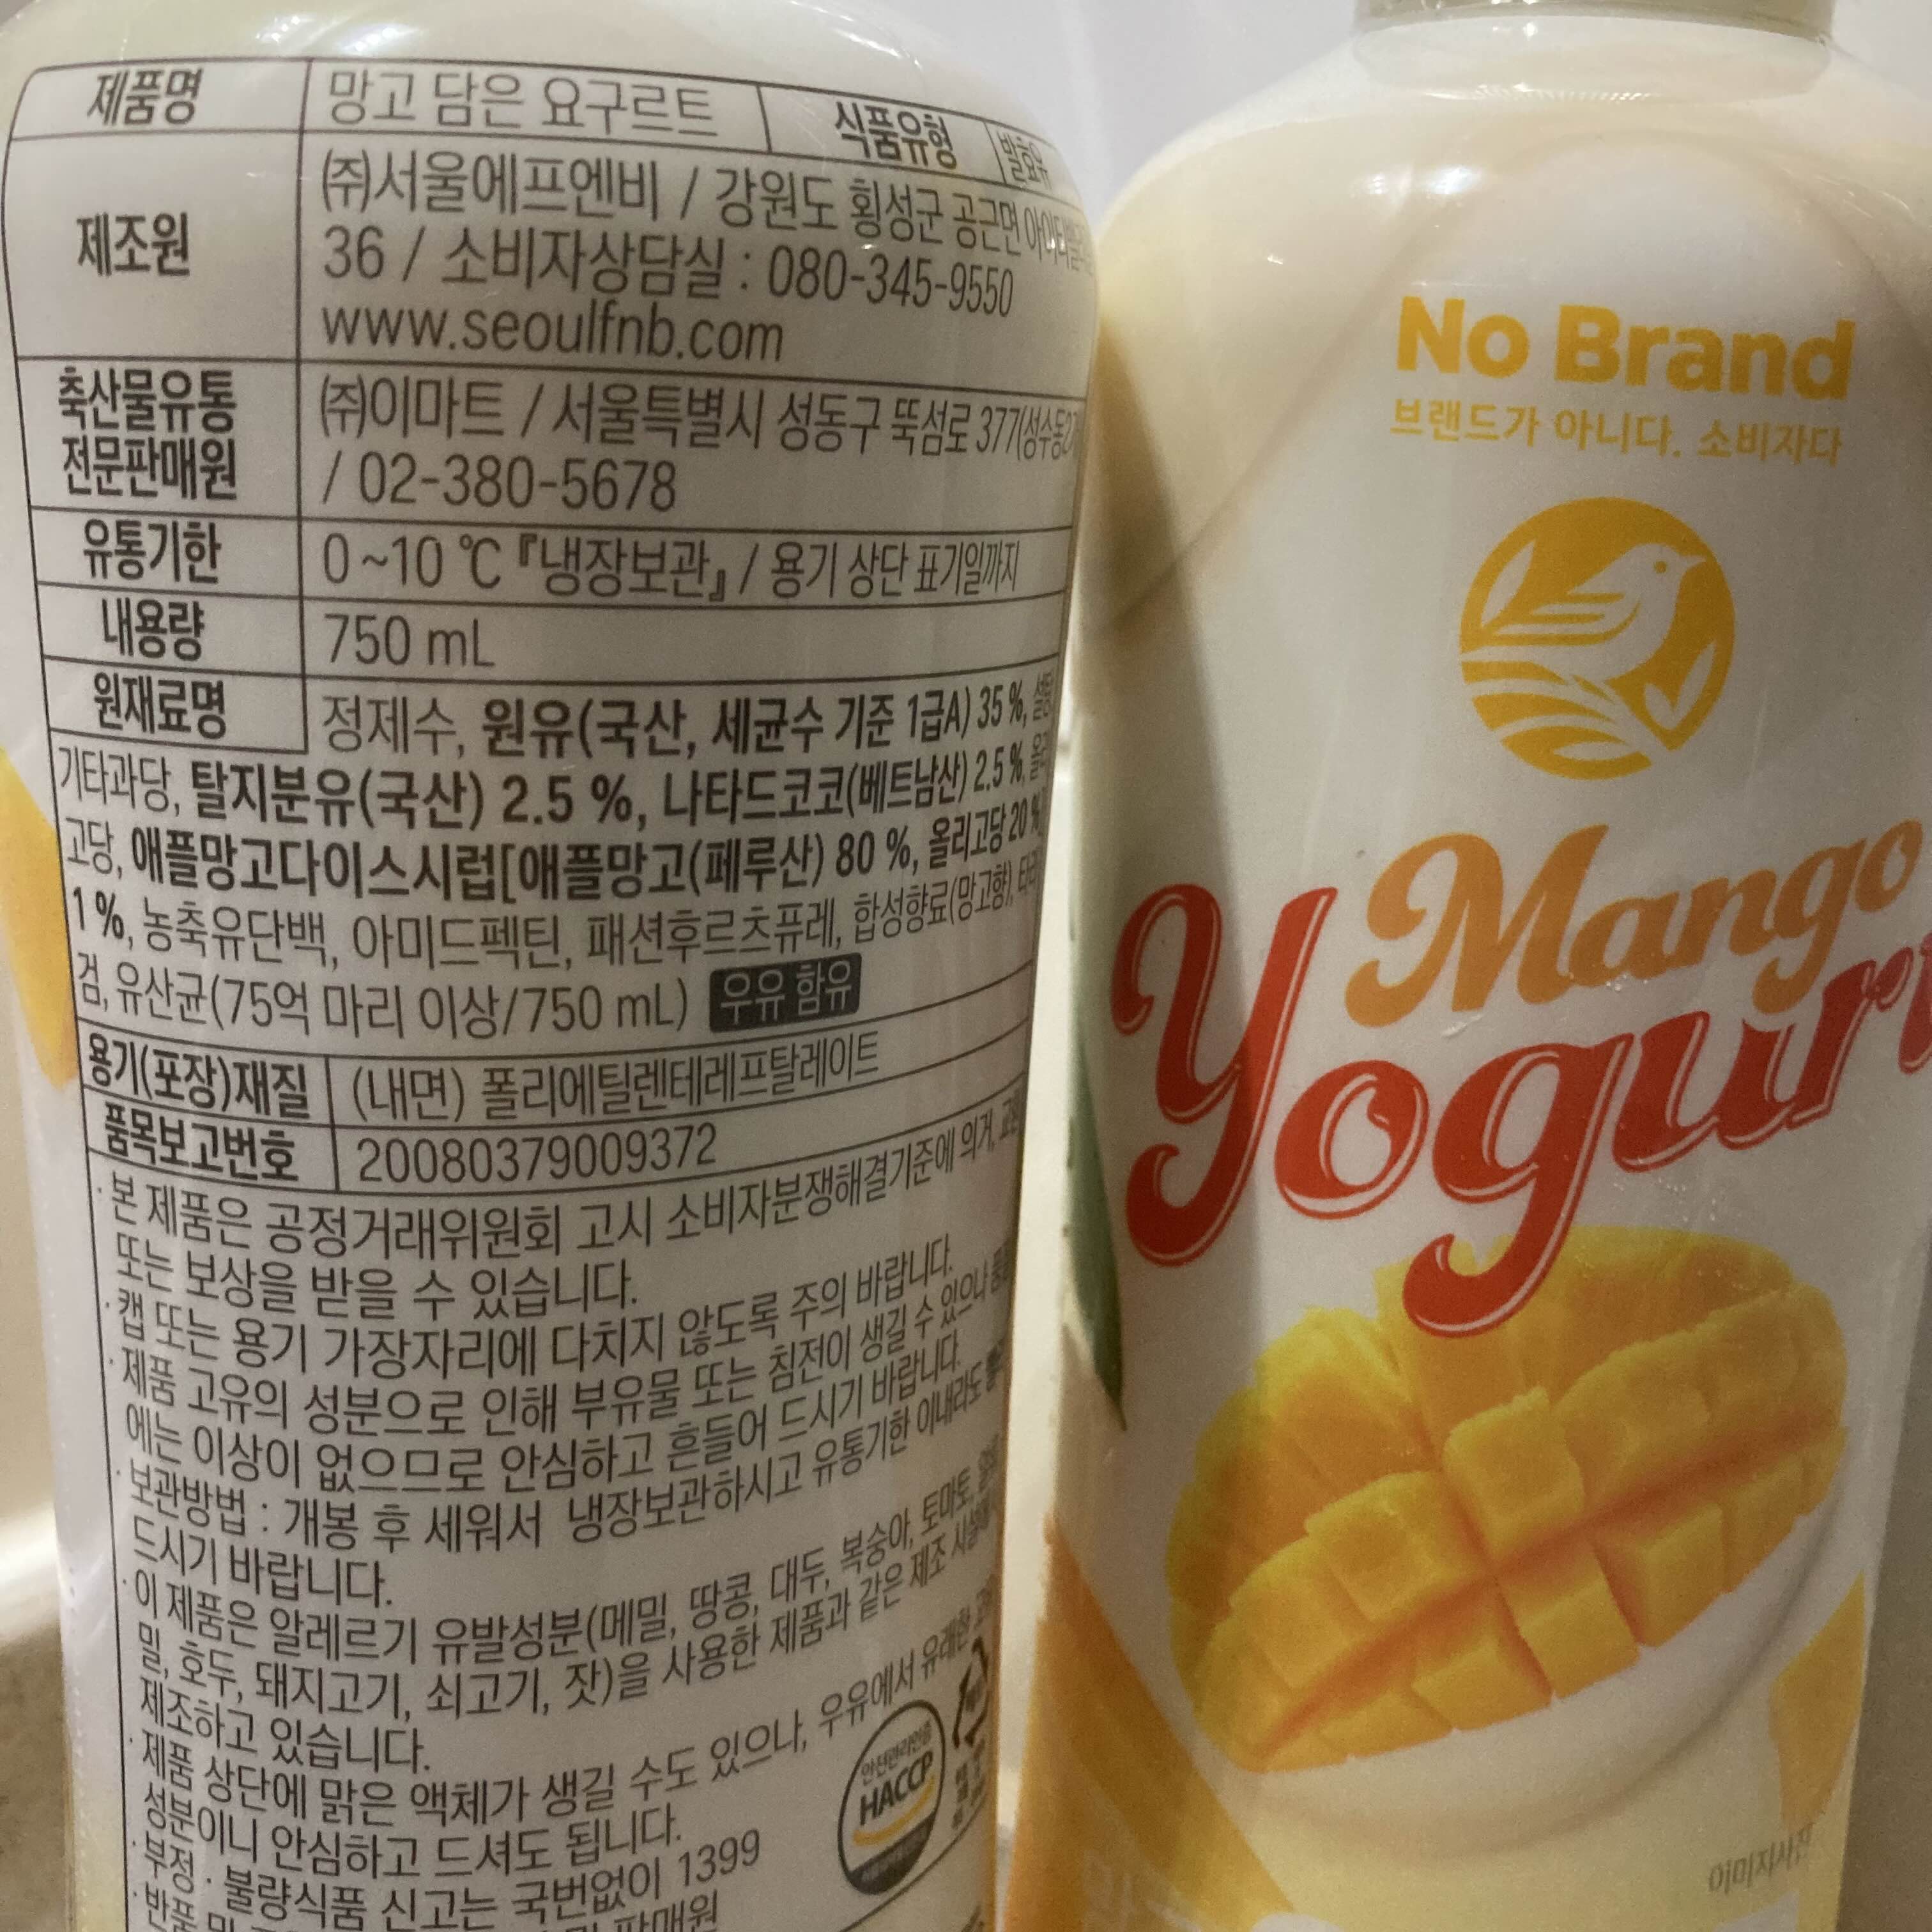 제품명 망고 담은 요구르트 식품유형 발효유
제조원
(주)서울에프엔비 / 강원도 횡성군 공근면
36 / 소비자상담실 : 080-345-9550
www.seoulfnb.com
축산물유통
전문판매원
(주)이마트 / 서울특별시 성동구 뚝섬로 377(성수동2가
/ 02-380-5678
유통기한 0~10 ℃『냉장보관』/ 용기 상단 표기일까지
내용량 750 mL
원재료명 정제수, 원유(국산, 세균수 기준 1급A) 35 %,
기타과당, 탈지분유(국산) 2.5 %, 나타드코코(베트남산) 2.5 %,
고당, 애플망고다이스시럽[애플망고(페루산) 80 %, 올리고당 20 %]
1 %, 농축유단백, 아미드펙틴, 패션후르츠퓨레, 합성향료(망고향),
검, 유산균(75억 마리 이상/750 mL) 우유 함유
용기(포장)재질 (내면) 폴리에틸렌테레프탈레이트
품목보고번호 20080379009372
·본 제품은 공정거래위원회 고시 소비자분쟁해결기준에 의거, 교환
또는 보상을 받을 수 있습니다.
·캡 또는 용기 가장자리에 다치지 않도록 주의 바랍니다.
·제품 고유의 성분으로 인해 부유물 또는 침전이 생길 수 있으나
에는 이상이 없으므로 안심하고 흔들어 드시기 바랍니다.
·보관방법 : 개봉 후 세워서 냉장보관하시고 유통기한 이내라도
드시기 바랍니다.
·이 제품은 알레르기 유발성분(메밀, 땅콩, 대두, 복숭아, 토마토,
밀, 호두, 돼지고기, 쇠고기, 잣)을 사용한 제품과 같은 제조 시설에서
제조하고 있습니다.
·제품 상단에 맑은 액체가 생길 수도 있으나, 우유에서 유래한
성분이니 안심하고 드셔도 됩니다.
·부정·불량식품 신고는 국번없이 1399
·반품 판매원
안전관리인증
HACCP
No Brand
브랜드가 아니다. 소비자다
Mango
Yogurt
이미지사진